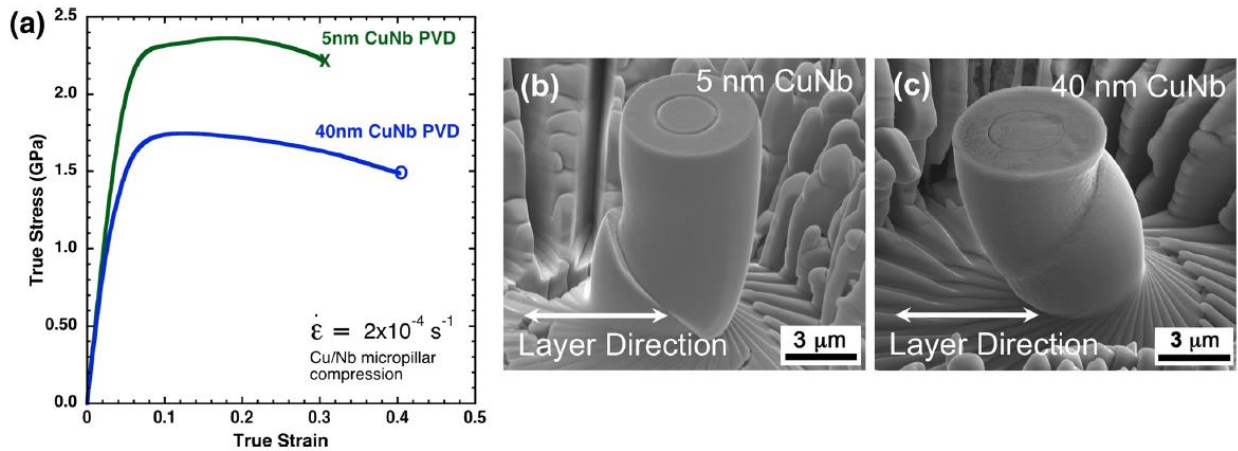 (a)
2.5
2.0
1.5
1.0
0.50
0.0
True Stress (GPa)
5nm CuNb PVD
X
40nm CuNb PVD
O
ε̇ = 2x10⁻⁴ s⁻¹
Cu/Nb micropillar
compression
0 0.1 0.2 0.3 0.4 0.5
True Strain
(b) 5 nm CuNb
Layer Direction
3 μm
(c) 40 nm CuNb
Layer Direction
3 μm